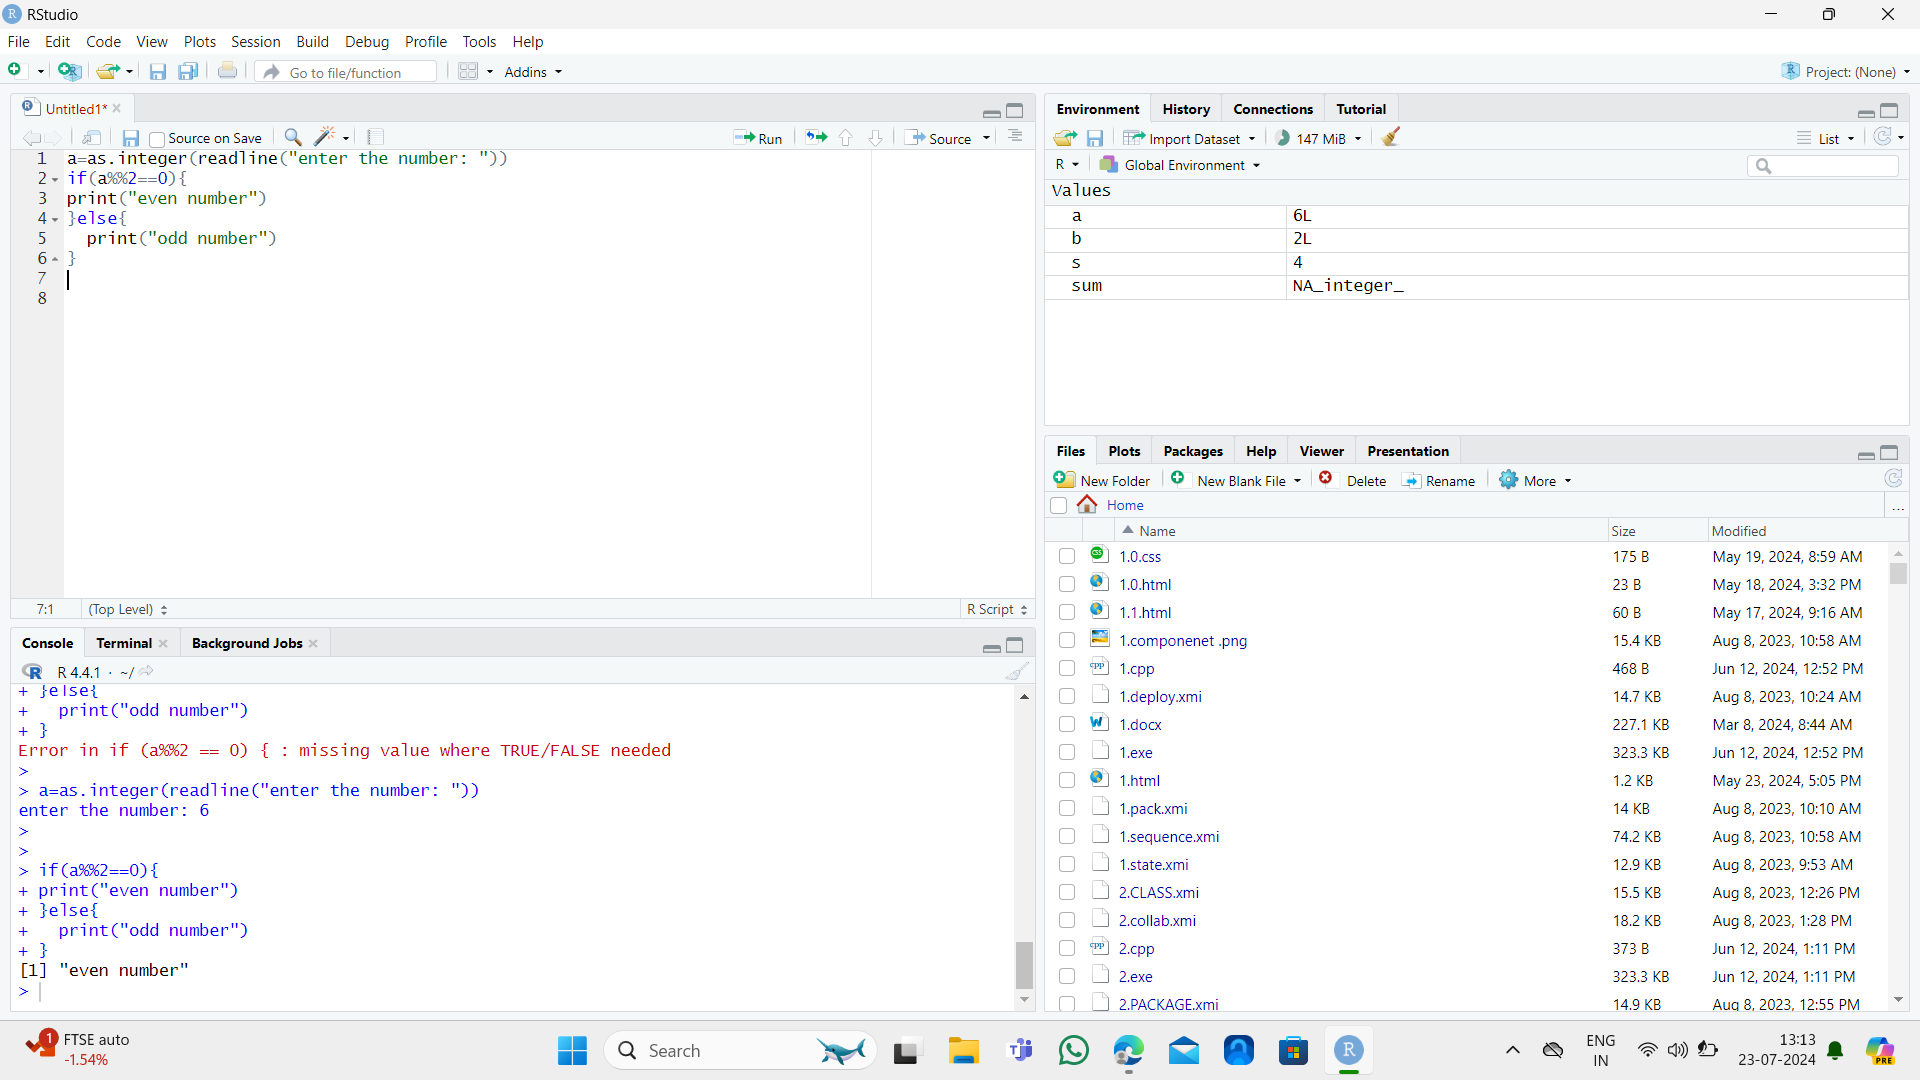 RStudio
File Edit Code View Plots Session Build Debug Profile Tools Help
Go to file/function Addins Project: (None)
Untitled1*
Source on Save Run Source
1 a=as.integer(readline("enter the number: "))
2 if(a%%2==0){
3 print("even number")
4 }else{
5 print("odd number")
6 }
7
8
7:1 (Top Level) R Script
Console Terminal Background Jobs
R 4.4.1 · ~/
+ }else{
+ print("odd number")
+ }
Error in if (a%%2 == 0) { : missing value where TRUE/FALSE needed
>
> a=as.integer(readline("enter the number: "))
enter the number: 6
>
>
> if(a%%2==0){
+ print("even number")
+ }else{
+ print("odd number")
+ }
[1] "even number"
>
Environment History Connections Tutorial
Import Dataset 147 MiB List
R Global Environment
Values
a 6L
b 2L
s 4
sum NA_integer_
Files Plots Packages Help Viewer Presentation
New Folder New Blank File Delete Rename More
Home ...
Name Size Modified
1.0.css 175 B May 19, 2024, 8:59 AM
1.0.html 23 B May 18, 2024, 3:32 PM
1.1.html 60 B May 17, 2024, 9:16 AM
1.componenet .png 15.4 KB Aug 8, 2023, 10:58 AM
1.cpp 468 B Jun 12, 2024, 12:52 PM
1.deploy.xmi 14.7 KB Aug 8, 2023, 10:24 AM
1.docx 227.1 KB Mar 8, 2024, 8:44 AM
1.exe 323.3 KB Jun 12, 2024, 12:52 PM
1.html 1.2 KB May 23, 2024, 5:05 PM
1.pack.xmi 14 KB Aug 8, 2023, 10:10 AM
1.sequence.xmi 74.2 KB Aug 8, 2023, 10:58 AM
1.state.xmi 12.9 KB Aug 8, 2023, 9:53 AM
2.CLASS.xmi 15.5 KB Aug 8, 2023, 12:26 PM
2.collab.xmi 18.2 KB Aug 8, 2023, 1:28 PM
2.cpp 373 B Jun 12, 2024, 1:11 PM
2.exe 323.3 KB Jun 12, 2024, 1:11 PM
2.PACKAGE.xmi 14.9 KB Aug 8, 2023, 12:55 PM
1 FTSE auto
-1.54%
Search
ENG
IN
13:13
23-07-2024
PRE